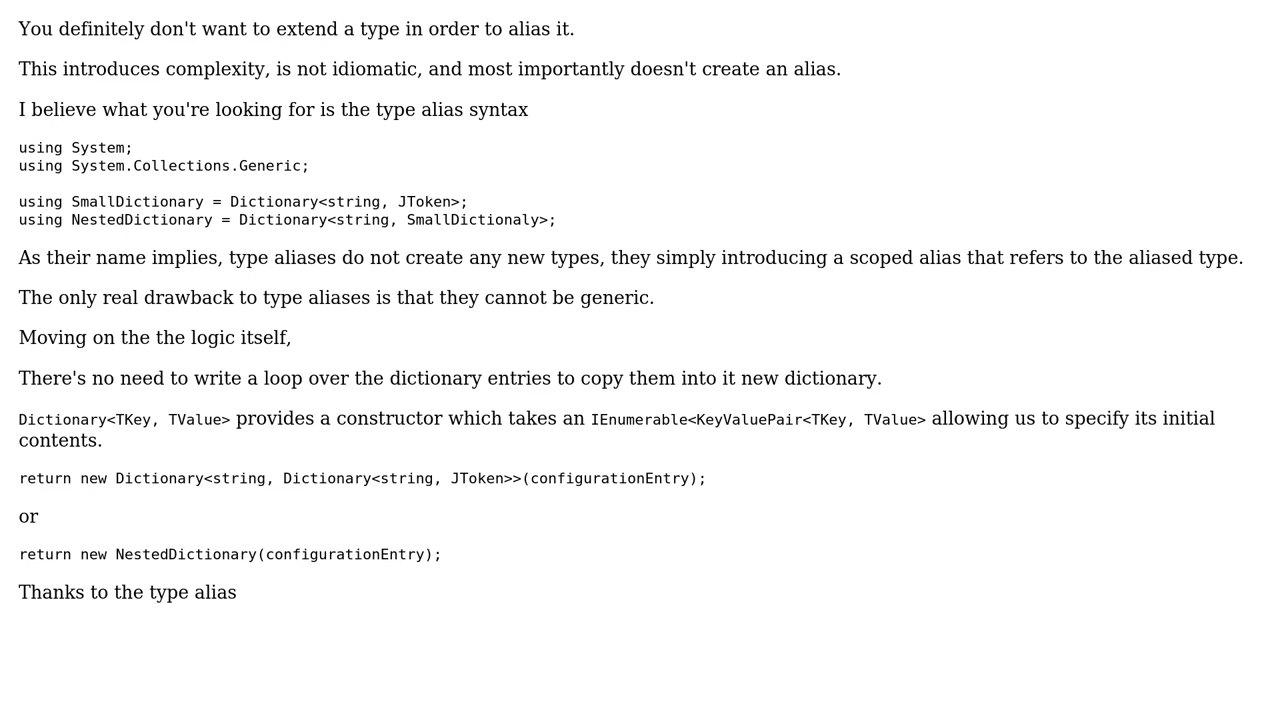 You definitely don't want to extend a type in order to alias it.
This introduces complexity, is not idiomatic, and most importantly doesn't create an alias.
I believe what you're looking for is the type alias syntax
using System;
using System.Collections.Generic;
using SmallDictionary = Dictionary<string, JToken>;
using NestedDictionary = Dictionary<string, SmallDictionaly>;
As their name implies, type aliases do not create any new types, they simply introducing a scoped alias that refers to the aliased type.
The only real drawback to type aliases is that they cannot be generic.
Moving on the the logic itself,
There's no need to write a loop over the dictionary entries to copy them into it new dictionary.
Dictionary<TKey, TValue> provides a constructor which takes an IEnumerable<KeyValuePair<TKey, TValue> allowing us to specify its initial
contents.
return new Dictionary<string, Dictionary<string, JToken>>(configurationEntry);
or
return new NestedDictionary(configurationEntry);
Thanks to the type alias